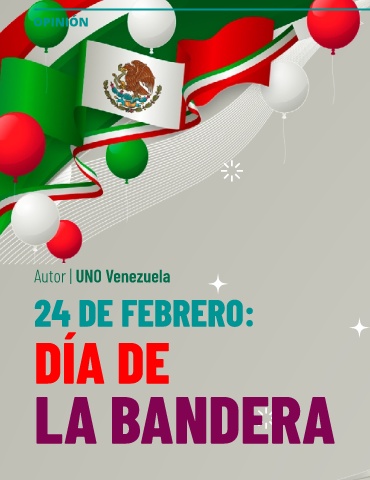 OPINIÓN
Autor | UNO Venezuela
24 DE FEBRERO:
DÍA DE
LA BANDERA